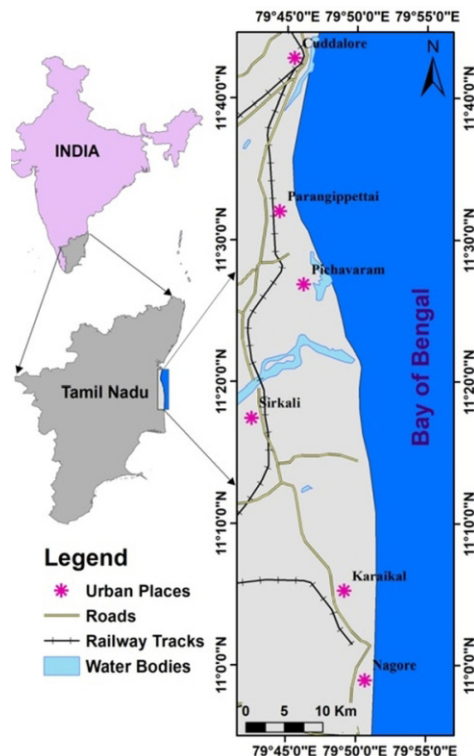 INDIA
Tamil Nadu
Legend
Urban Places
Roads
Railway Tracks
Water Bodies
79°45'0"E 79°50'0"E 79°55'0"E
N
11°40'0"N
11°30'0"N
11°20'0"N
11°10'0"N
11°0'0"N
Cuddalore
Parangippettai
Pichavaram
Sirkali
Karaikal
Nagore
Bay of Bengal
0 5 10 Km
11°40'0"N
11°30'0"N
11°20'0"N
11°10'0"N
11°0'0"N
79°45'0"E 79°50'0"E 79°55'0"E